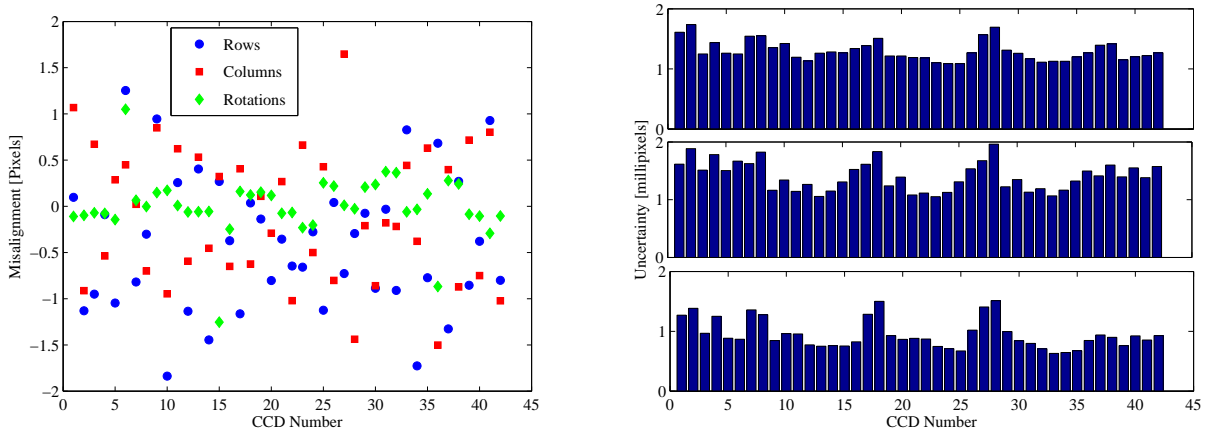 2
1.5
1
0.5
0
−0.5
−1
−1.5
−2
0 5 10 15 20 25 30 35 40 45
Misalignment [Pixels]
CCD Number
Rows
Columns
Rotations
2
1
0
2
1
0
2
1
0
0 5 10 15 20 25 30 35 40 45
Uncertainty [millipixels]
CCD Number